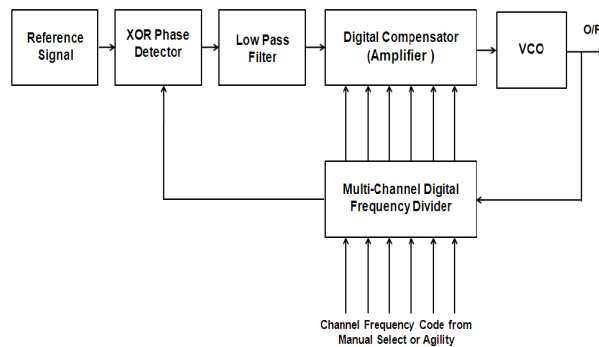 Reference
Signal
XOR Phase
Detector
Low Pass
Filter
Digital Compensator
(Amplifier )
VCO
O/P
Multi-Channel Digital
Frequency Divider
Channel Frequency Code from
Manual Select or Agility